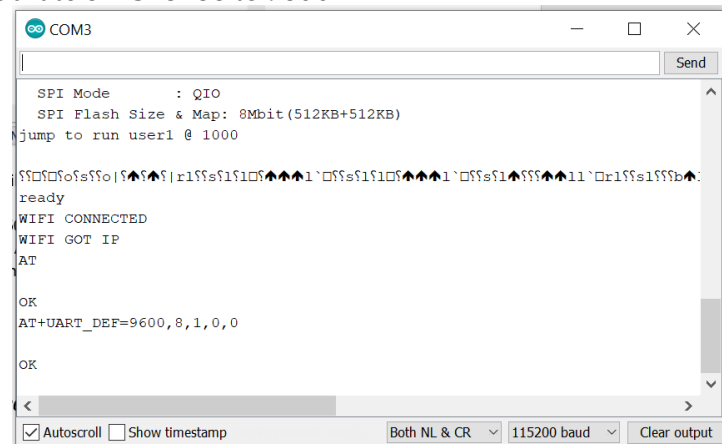 COM3
Send
SPI Mode : QIO
SPI Flash Size & Map: 8Mbit(512KB+512KB)
jump to run user1 @ 1000
ready
WIFI CONNECTED
WIFI GOT IP
AT
OK
AT+UART_DEF=9600,8,1,0,0
OK
Autoscroll Show timestamp Both NL & CR 115200 baud Clear output